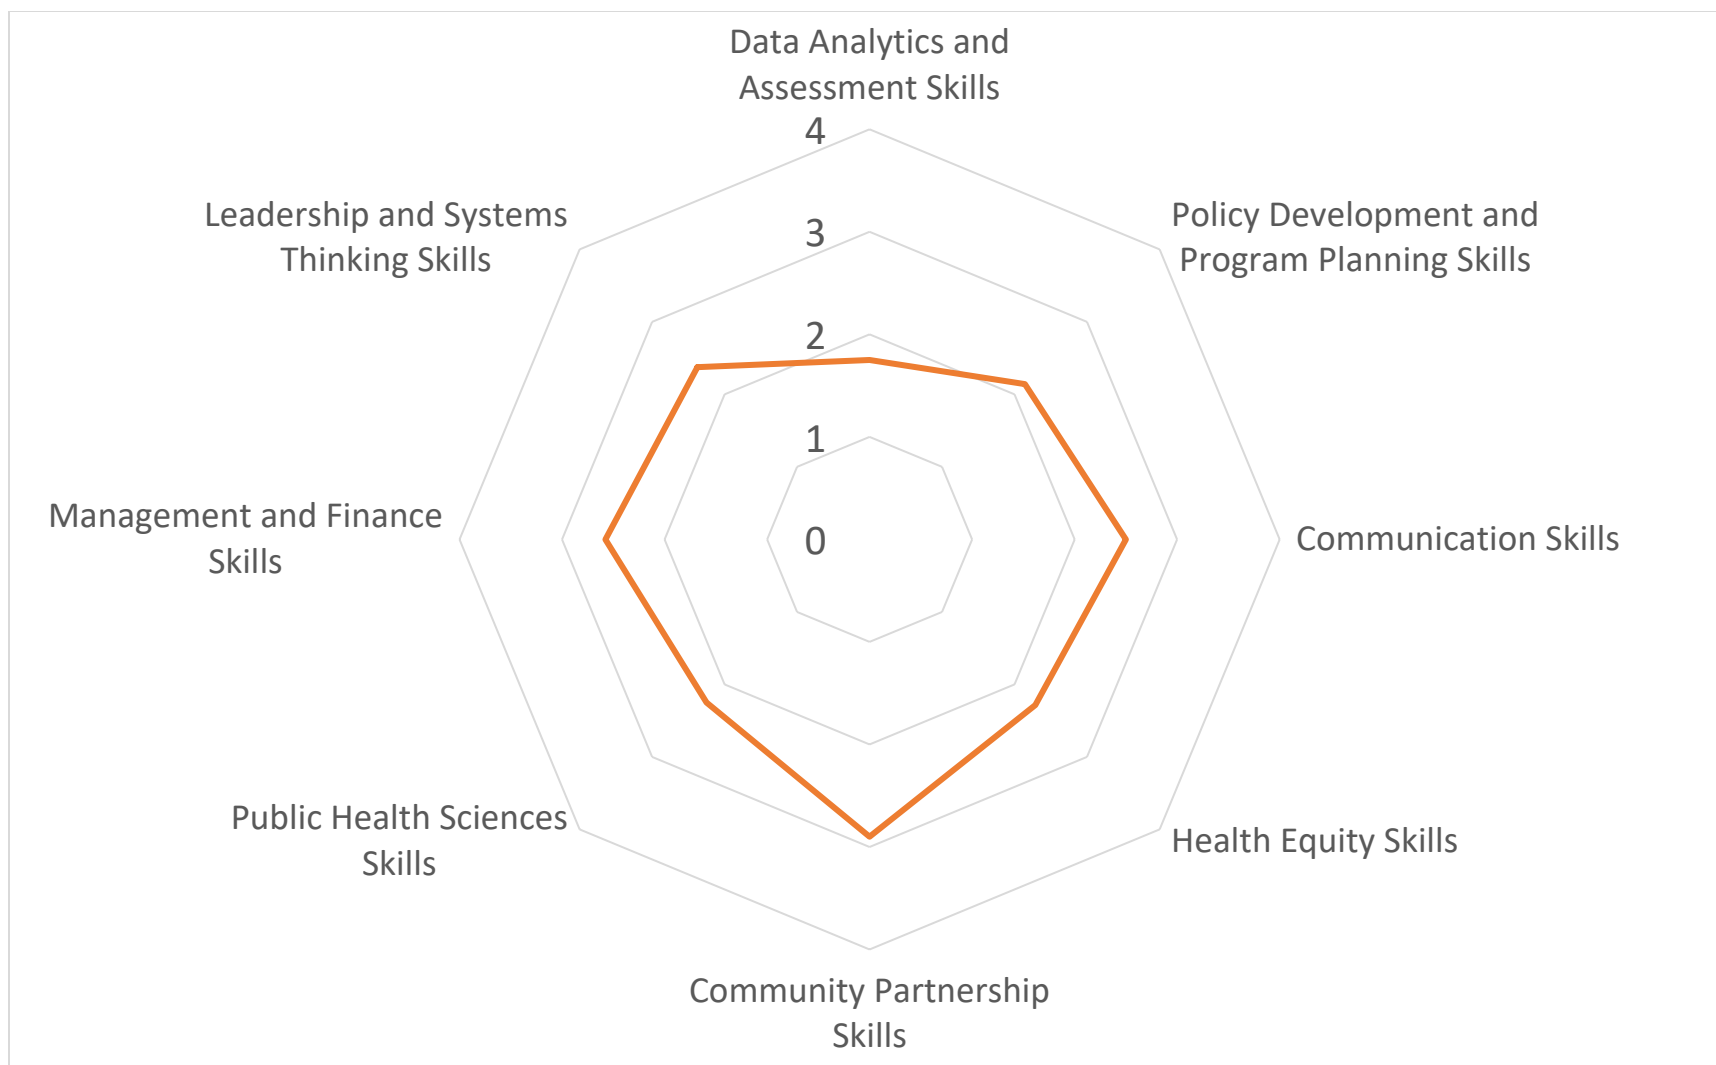 Data Analytics and
Assessment Skills
4
Leadership and Systems
Thinking Skills
Policy Development and
Program Planning Skills
3
2
1
Management and Finance
Skills
0
Communication Skills
Public Health Sciences
Skills
Health Equity Skills
Community Partnership
Skills